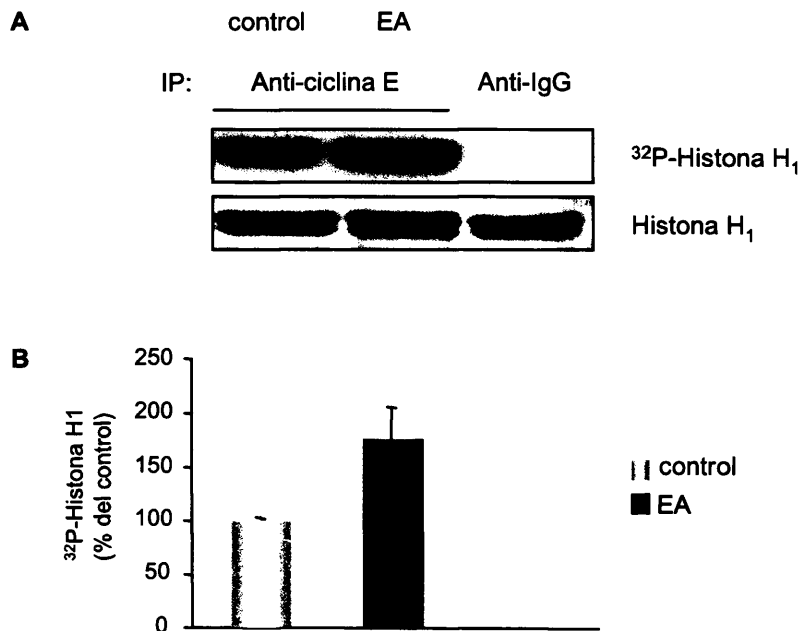 A
control EA
IP: Anti-ciclina E Anti-IgG
³²P-Histona H₁
Histona H₁
B
³²P-Histona H1
(% del control)
250
200
150
100
50
0
control
EA